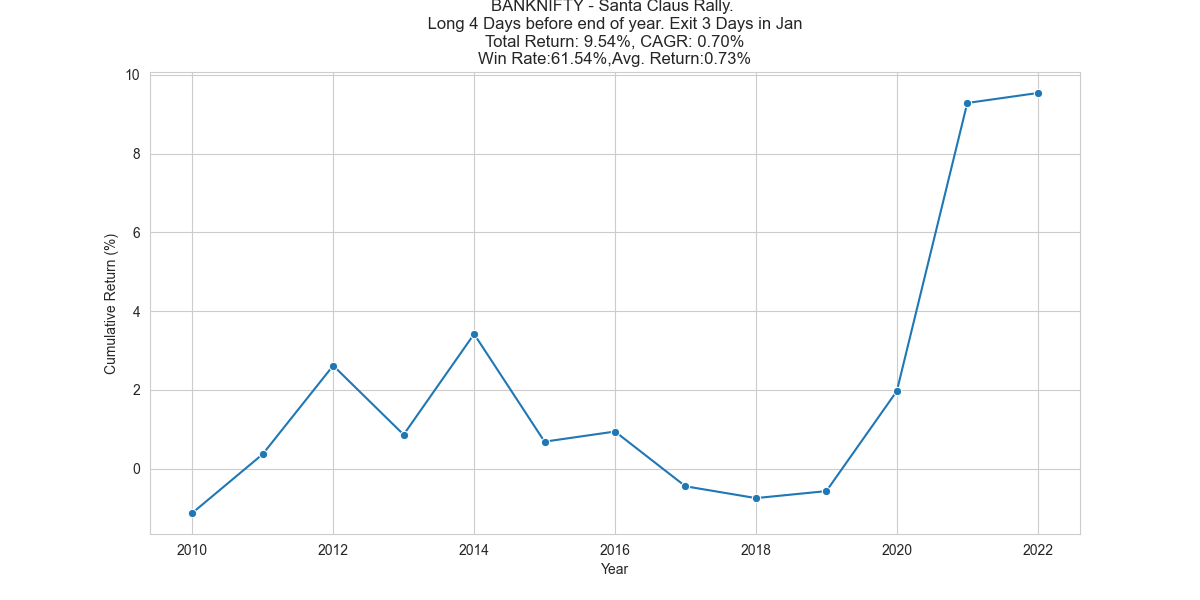 BANKNIFTY - Santa Claus Rally.
Long 4 Days before end of year. Exit 3 Days in Jan
Total Return: 9.54%, CAGR: 0.70%
Win Rate:61.54%,Avg. Return:0.73%
10
8
6
4
2
0
Cumulative Return (%)
2010 2012 2014 2016 2018 2020 2022
Year